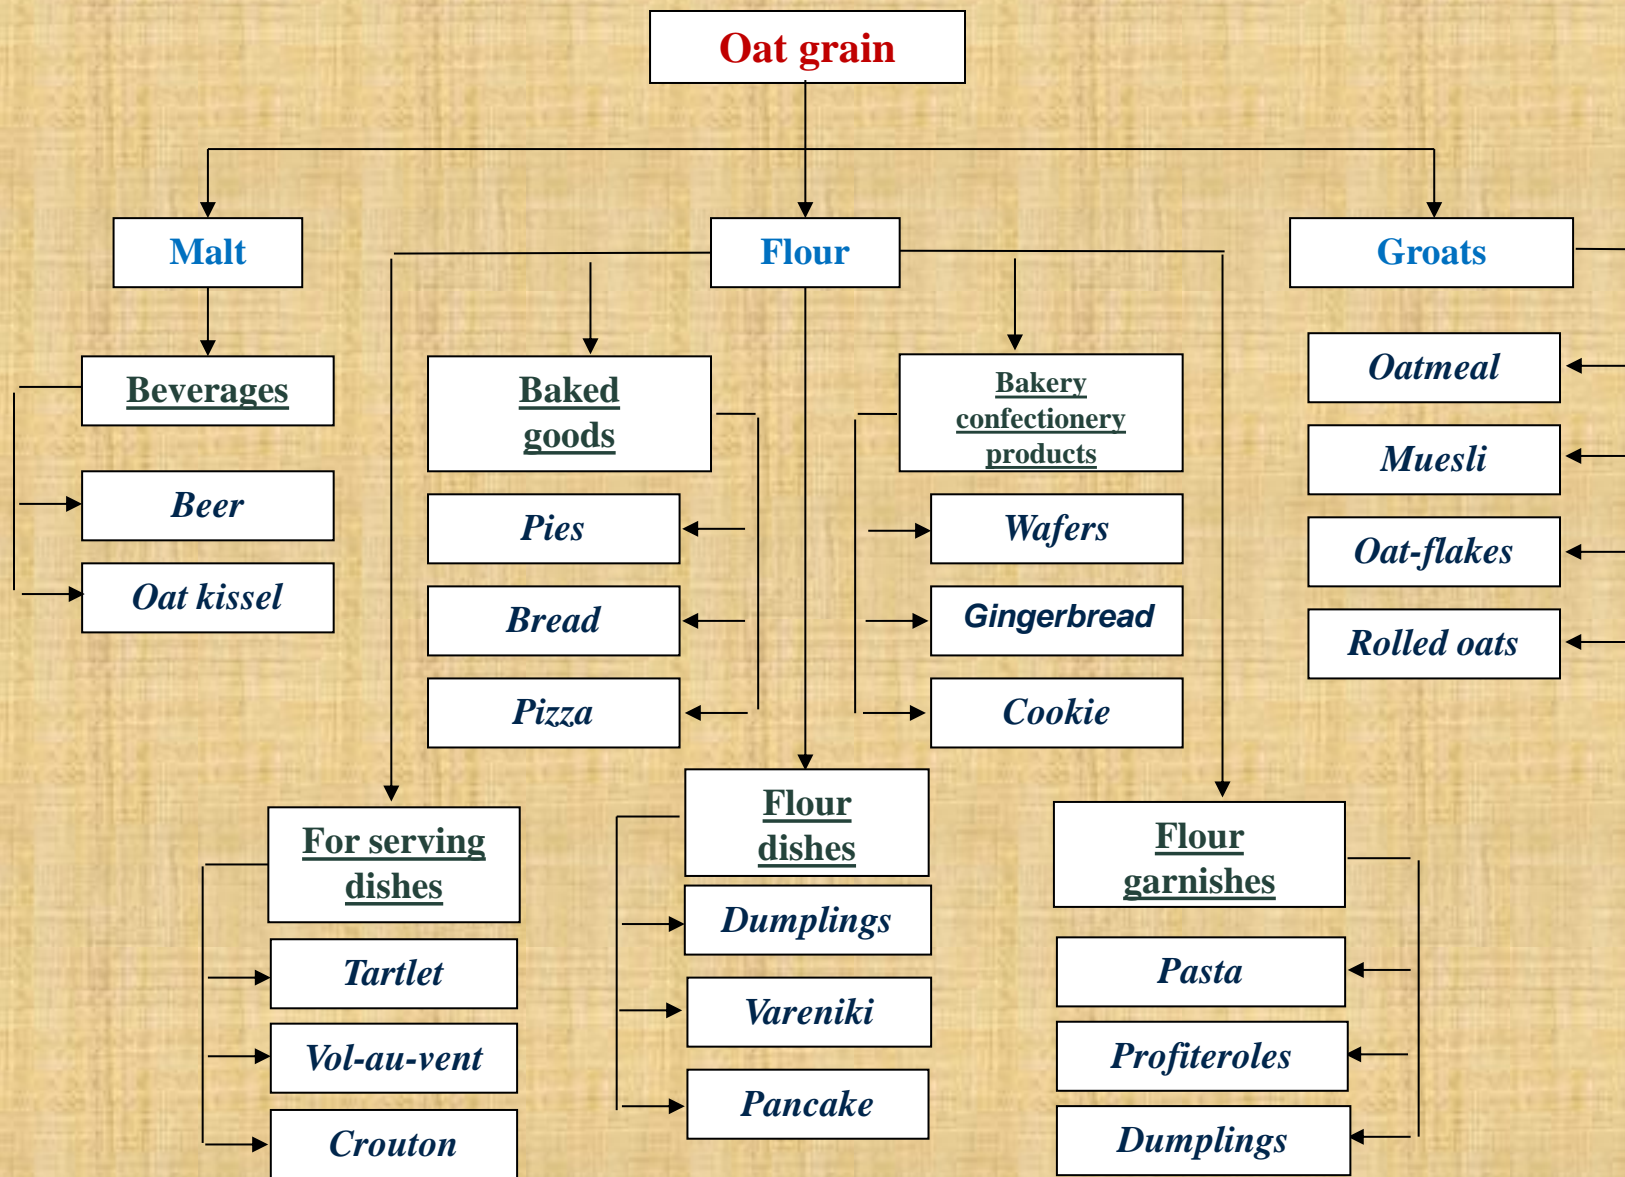 Oat grain
Malt
Flour
Groats
Beverages
Beer
Oat kissel
Baked
goods
Pies
Bread
Pizza
Bakery
confectionery
products
Wafers
Gingerbread
Cookie
Oatmeal
Muesli
Oat-flakes
Rolled oats
For serving
dishes
Tartlet
Vol-au-vent
Crouton
Flour
dishes
Dumplings
Vareniki
Pancake
Flour
garnishes
Pasta
Profiteroles
Dumplings